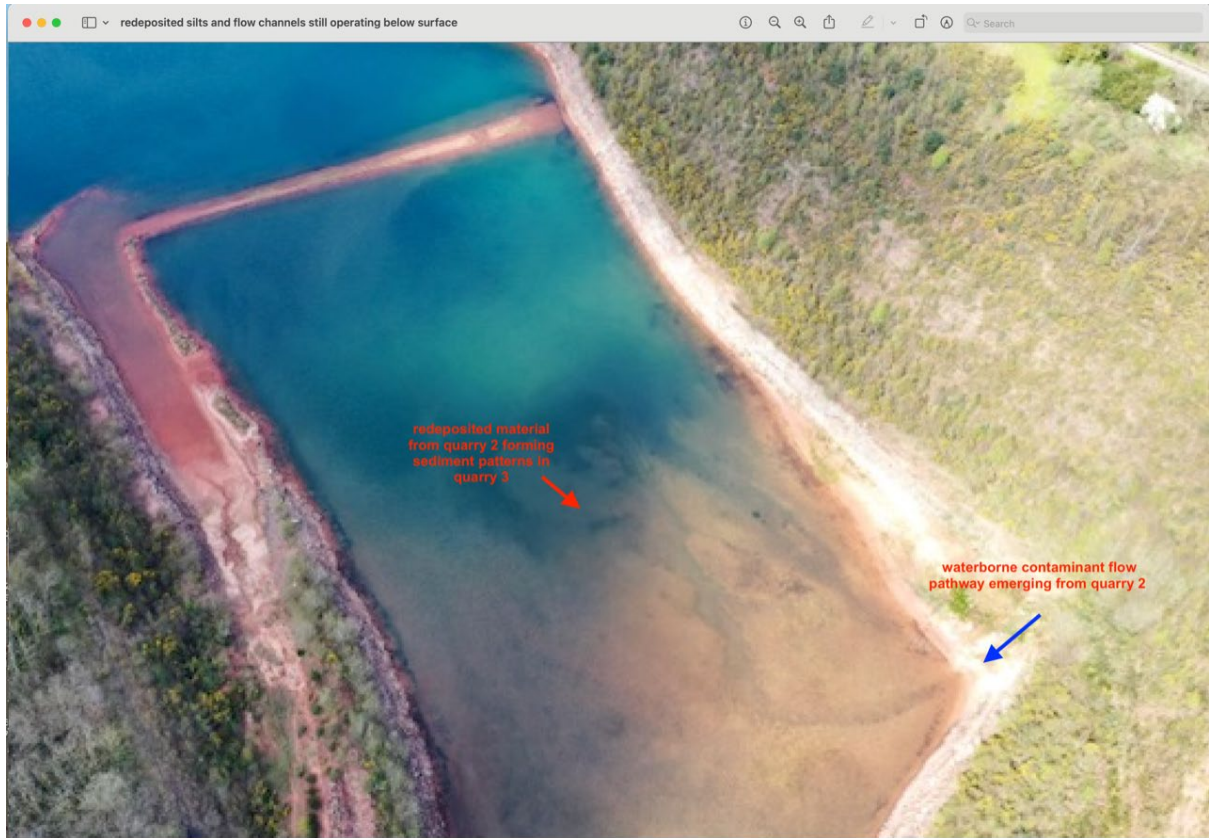 redeposited silts and flow channels still operating below surface
Search
redeposited material
from quarry 2 forming
sediment patterns in
quarry 3
waterborne contaminant flow
pathway emerging from quarry 2